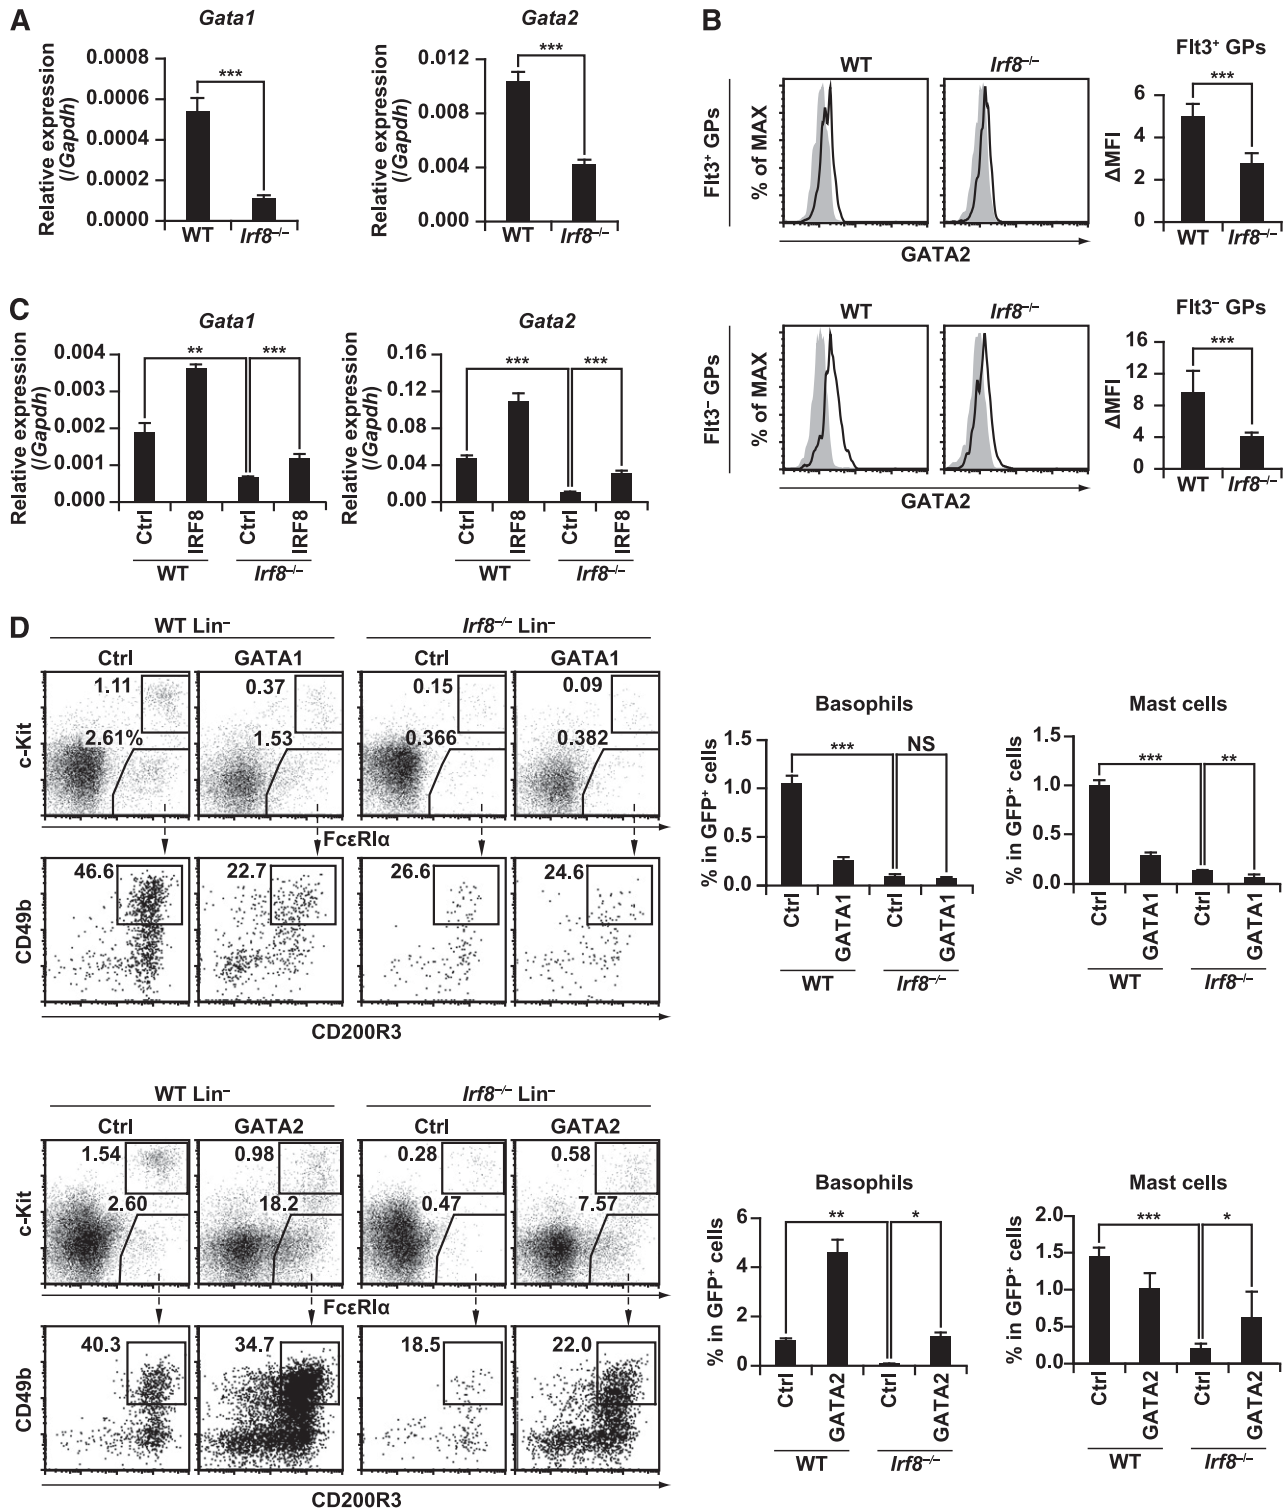 A
Gata1
Relative expression
(/Gapdh)
0.0008
0.0006
0.0004
0.0002
0.0000
***
WT
Irf8–/–
Gata2
Relative expression
(/Gapdh)
0.012
0.008
0.004
0.000
***
WT
Irf8–/–
B
WT
Irf8–/–
Flt3+ GPs
% of MAX
GATA2
Flt3+ GPs
***
ΔMFI
6
4
2
0
WT
Irf8–/–
WT
Irf8–/–
Flt3– GPs
% of MAX
GATA2
Flt3– GPs
***
ΔMFI
16
12
8
4
0
WT
Irf8–/–
C
Gata1
Relative expression
(/Gapdh)
0.004
0.003
0.002
0.001
0.000
**
***
Ctrl
IRF8
Ctrl
IRF8
WT
Irf8–/–
Gata2
Relative expression
(/Gapdh)
0.16
0.12
0.08
0.04
0.00
***
***
Ctrl
IRF8
Ctrl
IRF8
WT
Irf8–/–
D
WT Lin–
Irf8–/– Lin–
Ctrl
GATA1
Ctrl
GATA1
c-Kit
1.11
2.61%
0.37
1.53
0.15
0.366
0.09
0.382
FcεRIα
CD49b
46.6
22.7
26.6
24.6
CD200R3
Basophils
% in GFP+ cells
1.5
1.0
0.5
0.0
***
NS
Ctrl
GATA1
Ctrl
GATA1
WT
Irf8–/–
Mast cells
% in GFP+ cells
1.5
1.0
0.5
0.0
***
**
Ctrl
GATA1
Ctrl
GATA1
WT
Irf8–/–
WT Lin–
Irf8–/– Lin–
Ctrl
GATA2
Ctrl
GATA2
c-Kit
1.54
2.60
0.98
18.2
0.28
0.47
0.58
7.57
FcεRIα
CD49b
40.3
34.7
18.5
22.0
CD200R3
Basophils
% in GFP+ cells
6
4
2
0
**
*
Ctrl
GATA2
Ctrl
GATA2
WT
Irf8–/–
Mast cells
% in GFP+ cells
2.0
1.5
1.0
0.5
0.0
***
*
Ctrl
GATA2
Ctrl
GATA2
WT
Irf8–/–